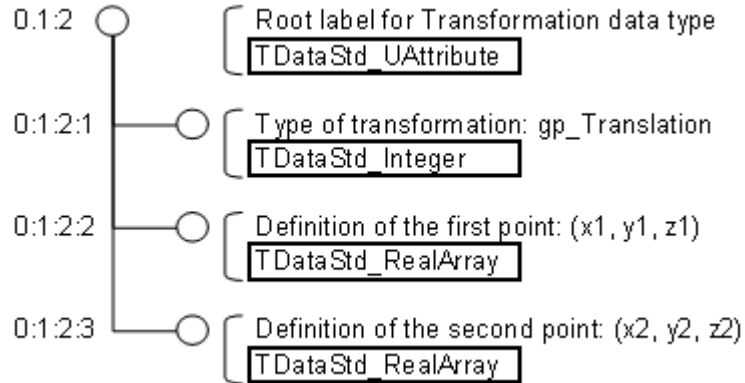 0.1:2 Root label for Transformation data type
TDataStd_UAttribute
0:1:2:1 Type of transformation: gp_Translation
TDataStd_Integer
0:1:2:2 Definition of the first point: (x1, y1, z1)
TDataStd_RealArray
0:1:2:3 Definition of the second point: (x2, y2, z2)
TDataStd_RealArray